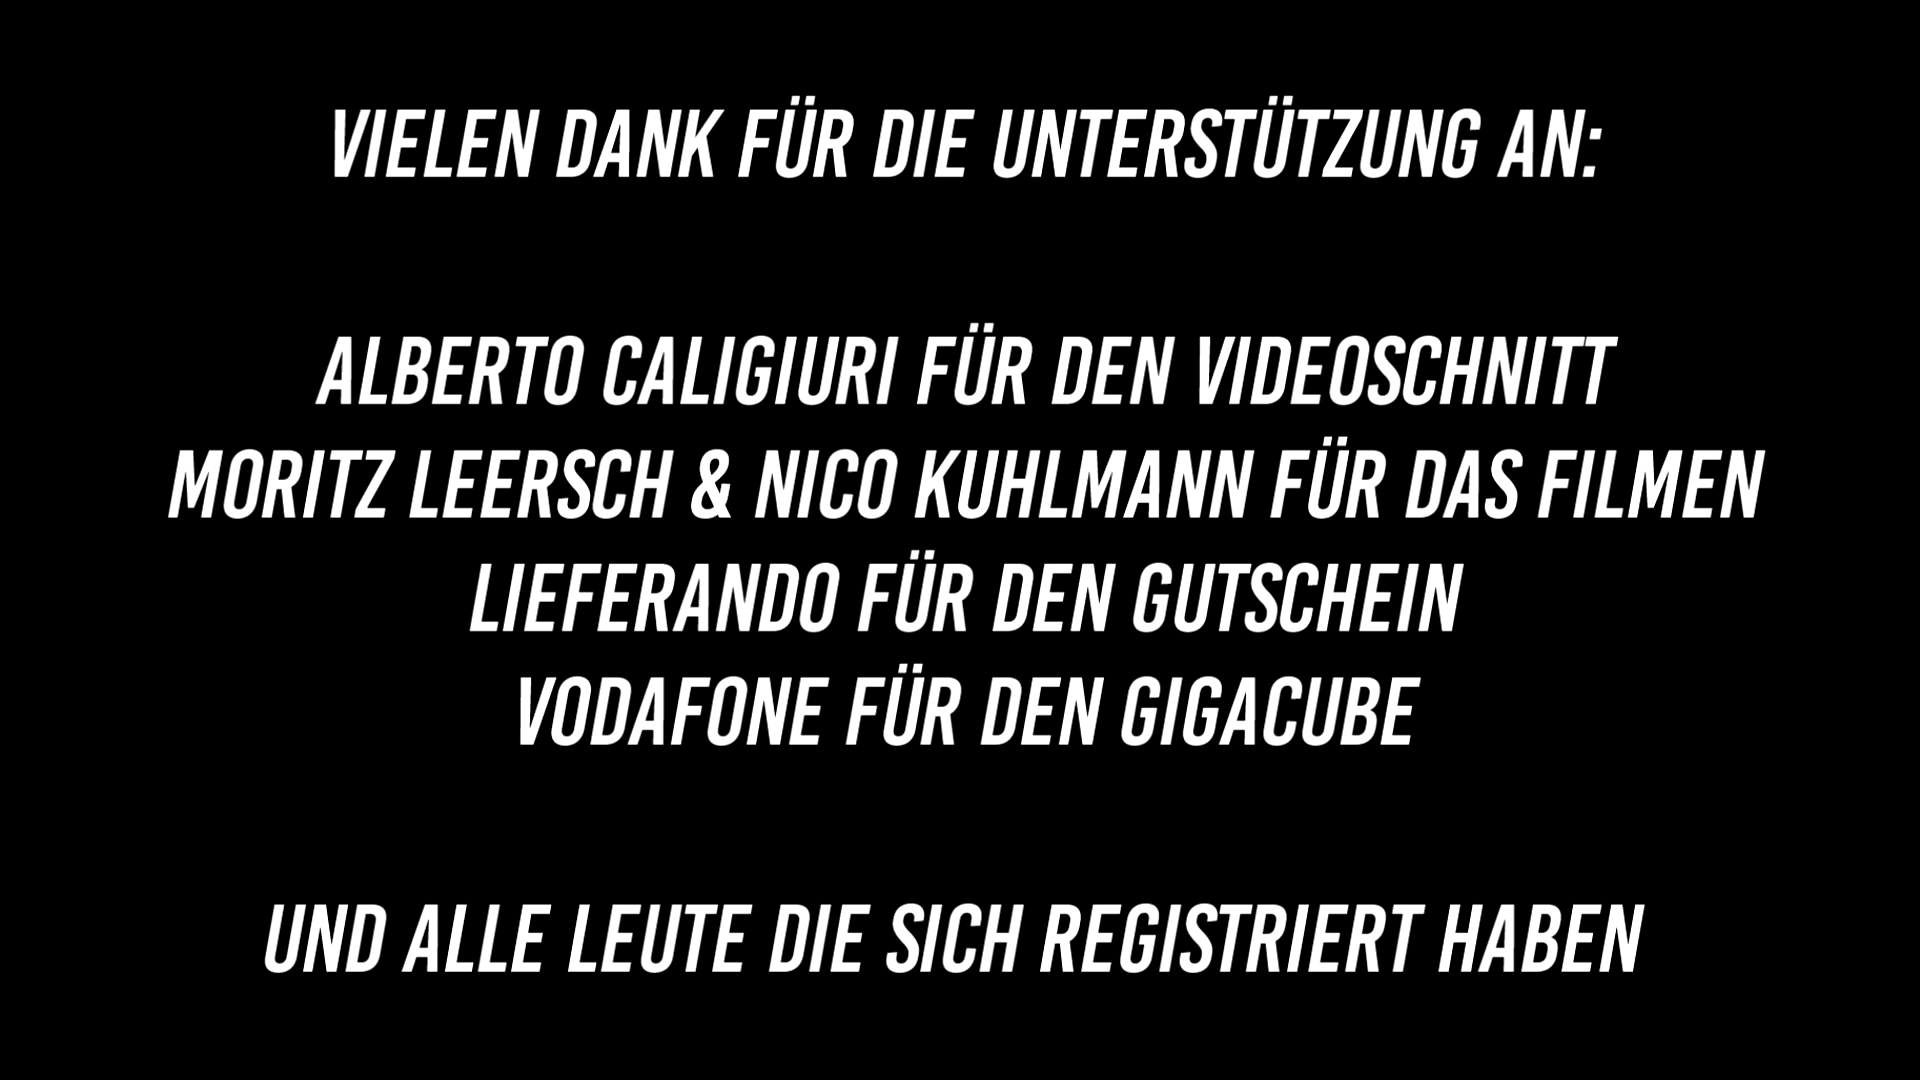 VIELEN DANK FÜR DIE UNTERSTÜTZUNG AN:
ALBERTO CALIGIURI FÜR DEN VIDEOSCHNITT
MORITZ LEERSCH & NICO KUHLMANN FÜR DAS FILMEN
LIEFERANDO FÜR DEN GUTSCHEIN
VODAFONE FÜR DEN GIGACUBE
UND ALLE LEUTE DIE SICH REGISTRIERT HABEN